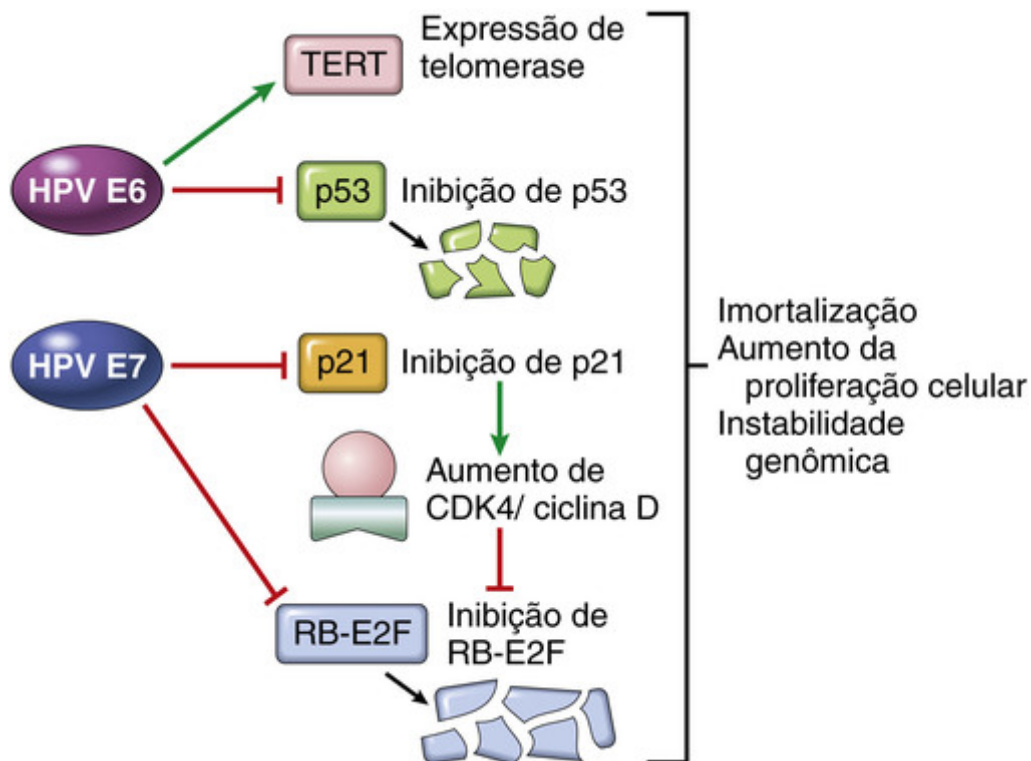 TERT
Expressão de
telomerase
HPV E6
p53
Inibição de p53
HPV E7
p21
Inibição de p21
Aumento de
CDK4/ ciclina D
RB-E2F
Inibição de
RB-E2F
Imortalização
Aumento da
proliferação celular
Instabilidade
genômica